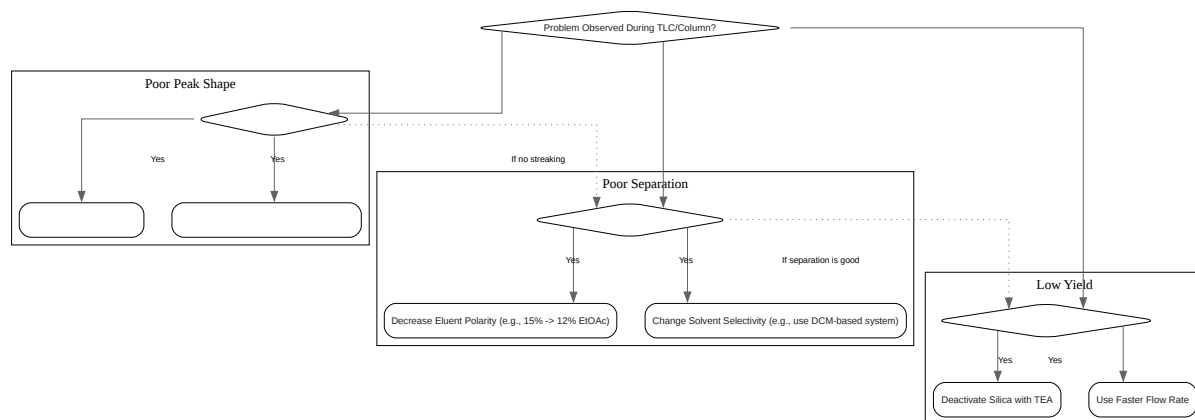 Problem Observed During TLC/Column?
Poor Peak Shape
Yes
Yes
If no streaking
Poor Separation
Yes
Yes
If separation is good
Decrease Eluent Polarity (e.g., 15% -> 12% EtOAc)
Change Solvent Selectivity (e.g., use DCM-based system)
Low Yield
Yes
Yes
Deactivate Silica with TEA
Use Faster Flow Rate